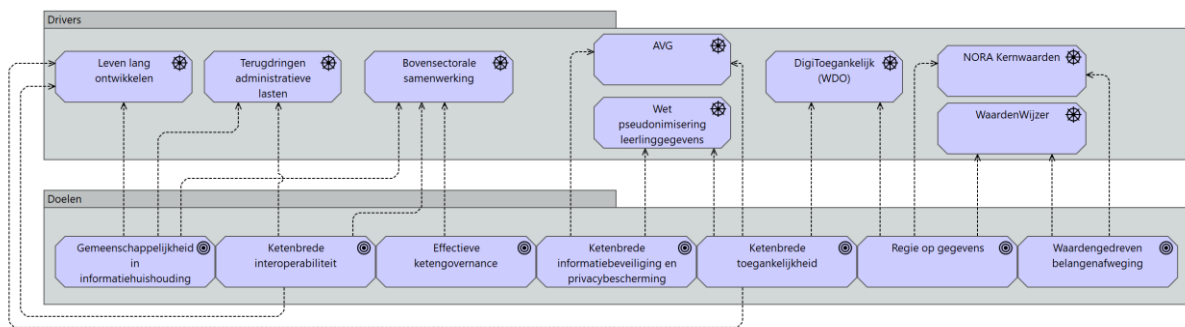 Drivers
Leven lang
ontwikkelen
Terugdringen
administratieve
lasten
Bovensectorale
samenwerking
AVG
Wet
pseudonimisering
leerlinggegevens
DigiToegankelijk
(WDO)
NORA Kernwaarden
WaardenWijzer
Doelen
Gemeenschappelijkheid
in
informatiehuishouding
Ketenbrede
interoperabiliteit
Effectieve
ketengovernance
Ketenbrede
informatiebeveiliging en
privacybescherming
Ketenbrede
toegankelijkheid
Regie op gegevens
Waardengedreven
belangenafweging